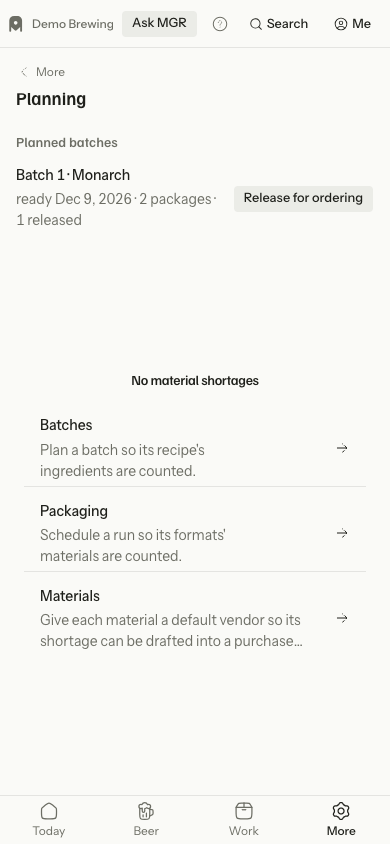 Demo Brewing
Ask MGR
?
Search
Me
More
Planning
Planned batches
Batch 1 · Monarch
ready Dec 9, 2026 · 2 packages ·
1 released
Release for ordering
No material shortages
Batches
Plan a batch so its recipe's
ingredients are counted.
Packaging
Schedule a run so its formats'
materials are counted.
Materials
Give each material a default vendor so its
shortage can be drafted into a purchase...
Today
Beer
Work
More